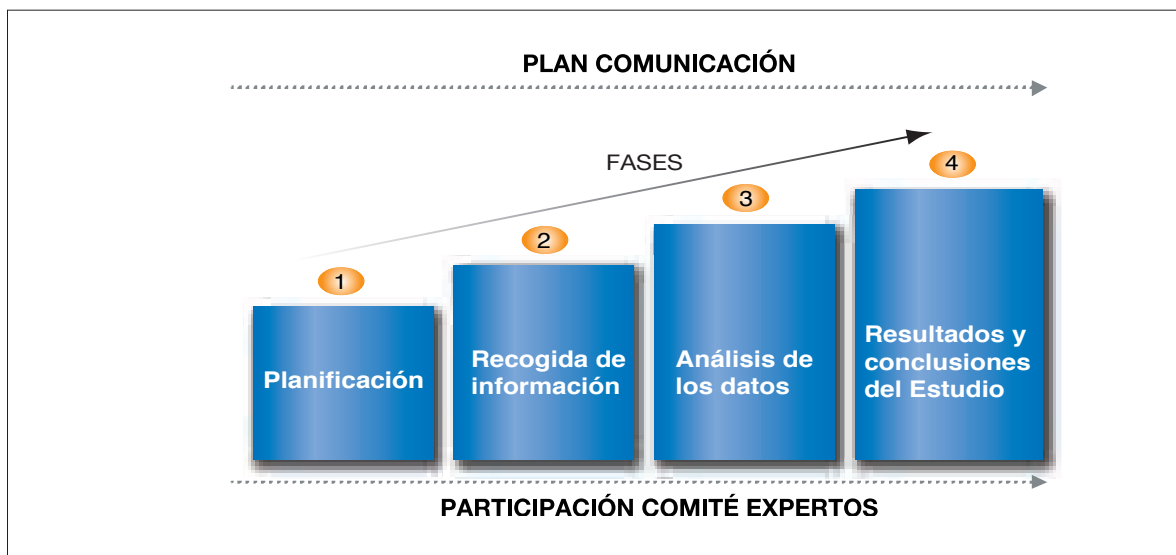 PLAN COMUNICACIÓN
FASES
1
2
3
4
Planificación
Recogida de
información
Análisis de
los datos
Resultados y
conclusiones
del Estudio
PARTICIPACIÓN COMITÉ EXPERTOS